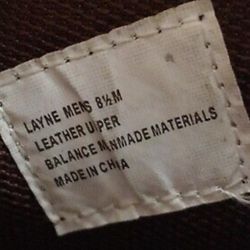 LAYNE MENS 8½M
LEATHER UPPER
BALANCE MANMADE MATERIALS
MADE IN CHINA